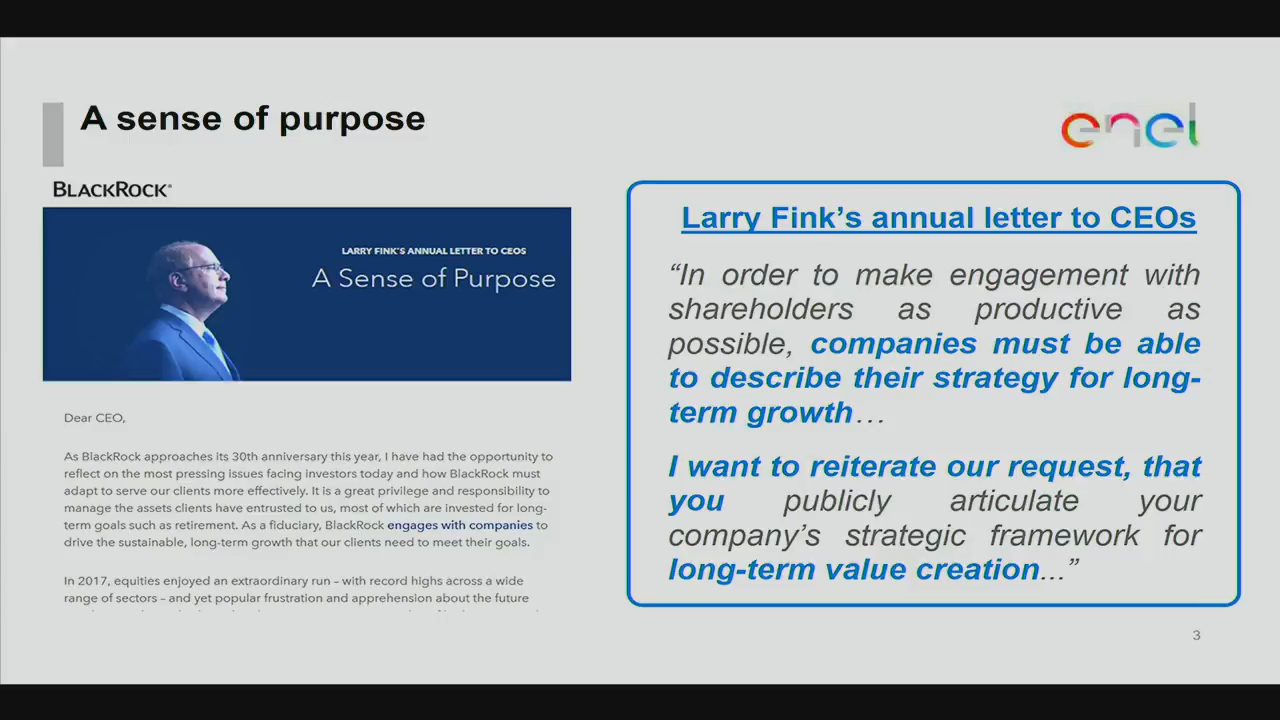 A sense of purpose
enel
BLACKROCK®
LARRY FINK'S ANNUAL LETTER TO CEOS
A Sense of Purpose
Dear CEO,
As BlackRock approaches its 30th anniversary this year, I have had the opportunity to
reflect on the most pressing issues facing investors today and how BlackRock must
adapt to serve our clients more effectively. It is a great privilege and responsibility to
manage the assets clients have entrusted to us, most of which are invested for long-
term goals such as retirement. As a fiduciary, BlackRock engages with companies to
drive the sustainable, long-term growth that our clients need to meet their goals.
In 2017, equities enjoyed an extraordinary run – with record highs across a wide
range of sectors – and yet popular frustration and apprehension about the future
Larry Fink’s annual letter to CEOs
“In order to make engagement with
shareholders as productive as
possible, companies must be able
to describe their strategy for long-
term growth…
I want to reiterate our request, that
you publicly articulate your
company’s strategic framework for
long-term value creation...”
3